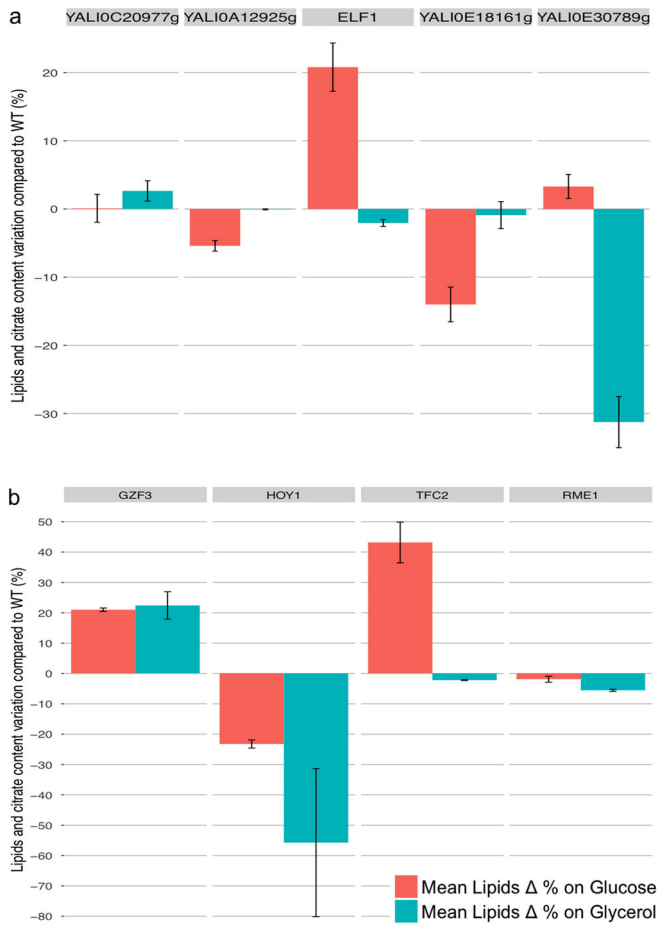 a
YALI0C20977g YALI0A12925g ELF1 YALI0E18161g YALI0E30789g
Lipids and citrate content variation compared to WT (%)
20
10
0
−10
−20
−30
b
GZF3 HOY1 TFC2 RME1
Lipids and citrate content variation compared to WT (%)
50
40
30
20
10
0
−10
−20
−30
−40
−50
−60
−70
−80
Mean Lipids Δ % on Glucose
Mean Lipids Δ % on Glycerol